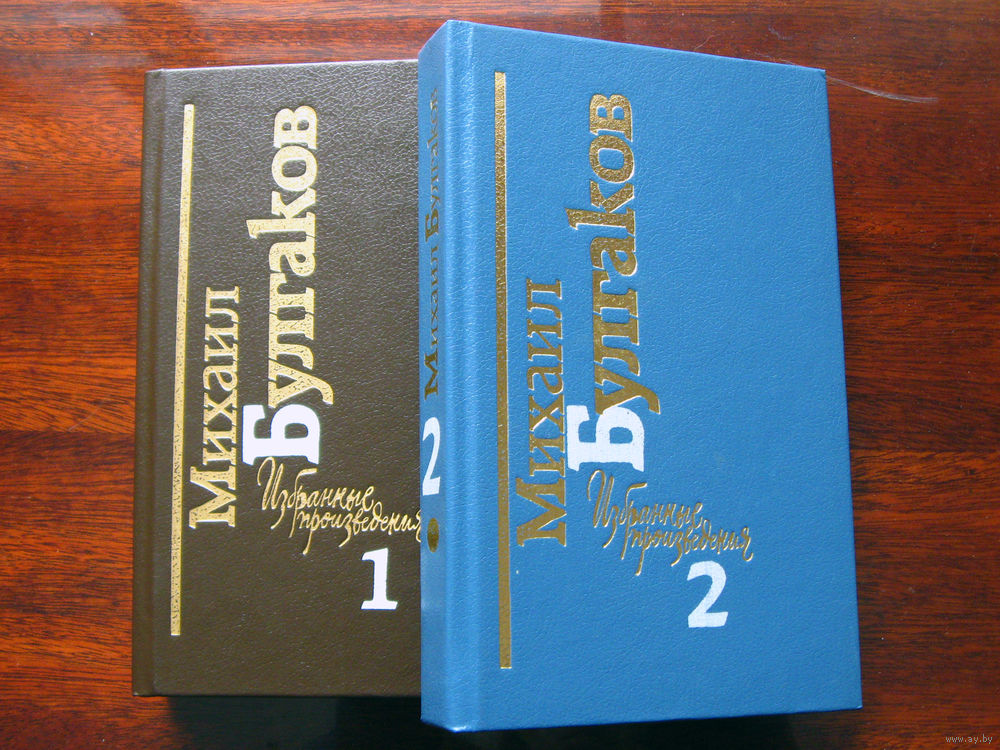 Михаил
Булгаков
Избранные
произведения
1
Михаил Булгаков
2
Михаил
Булгаков
Избранные
произведения
2
www.ay.by